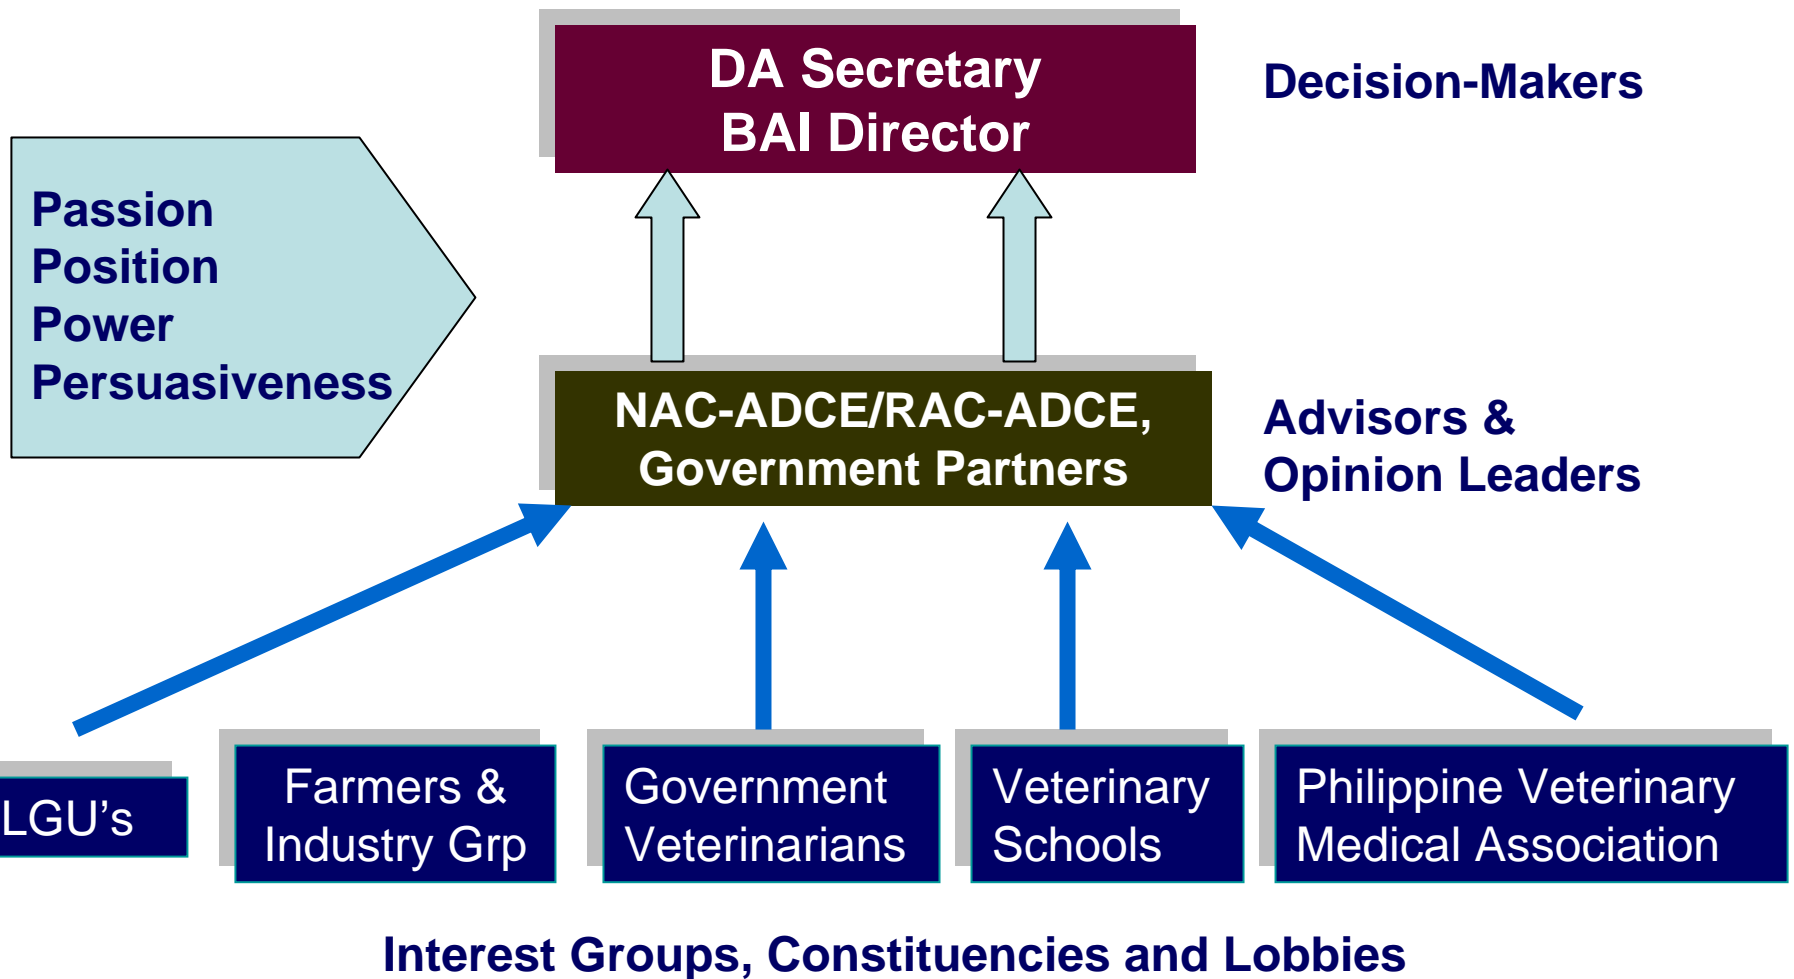 DA Secretary
BAI Director
Decision-Makers
Passion
Position
Power
Persuasiveness
NAC-ADCE/RAC-ADCE,
Government Partners
Advisors &
Opinion Leaders
LGU’s
Farmers &
Industry Grp
Government
Veterinarians
Veterinary
Schools
Philippine Veterinary
Medical Association
Interest Groups, Constituencies and Lobbies